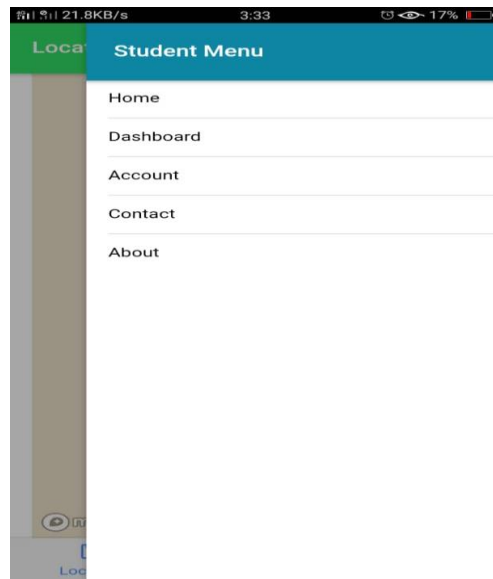 21.8KB/s 3:33 17%
Loca
Student Menu
Home
Dashboard
Account
Contact
About
m
Loc